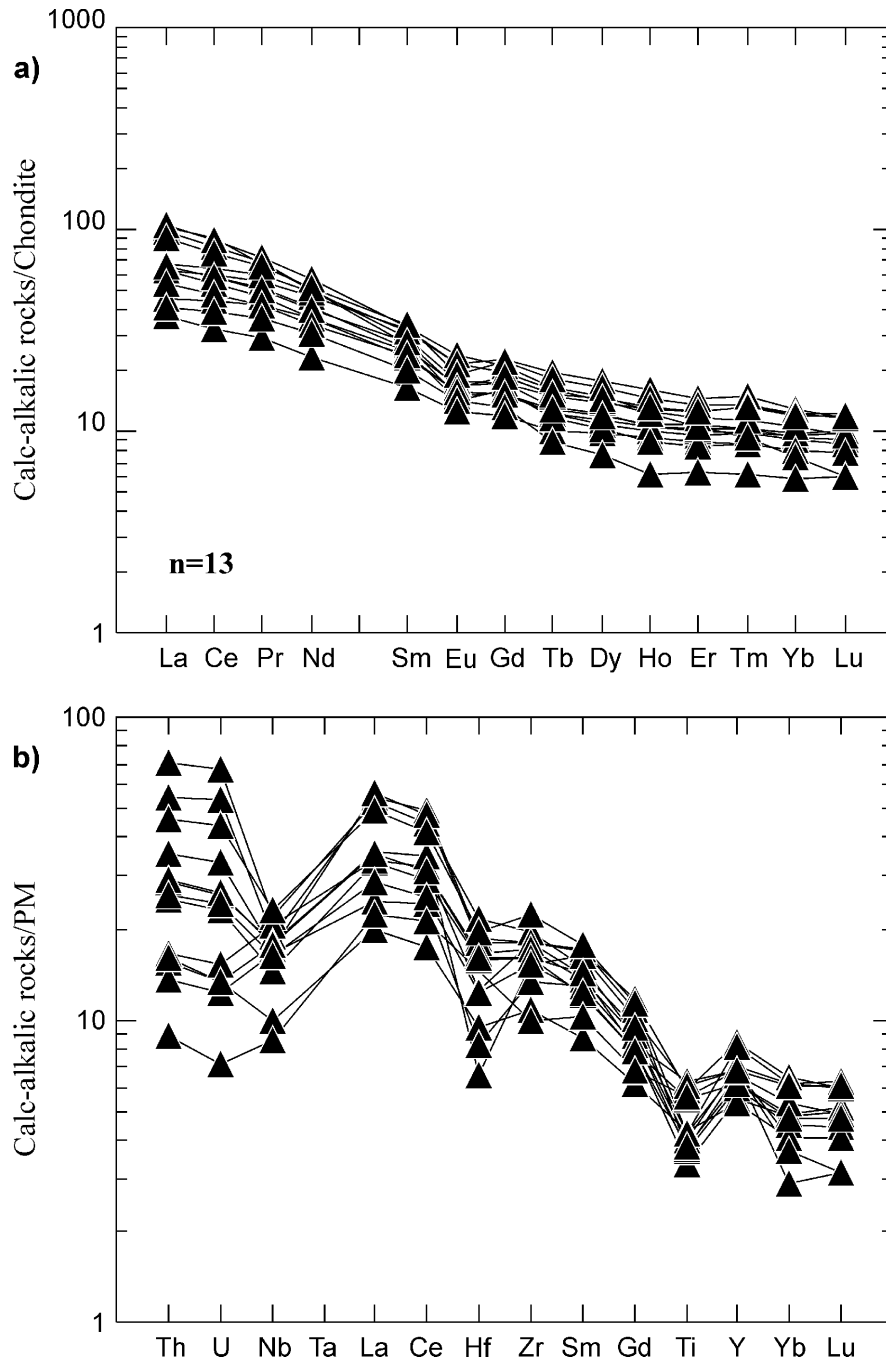 1000
a)
100
10
1
Calc-alkalic rocks/Chondrite
n=13
La Ce Pr Nd Sm Eu Gd Tb Dy Ho Er Tm Yb Lu
100
b)
10
1
Calc-alkalic rocks/PM
Th U Nb Ta La Ce Hf Zr Sm Gd Ti Y Yb Lu